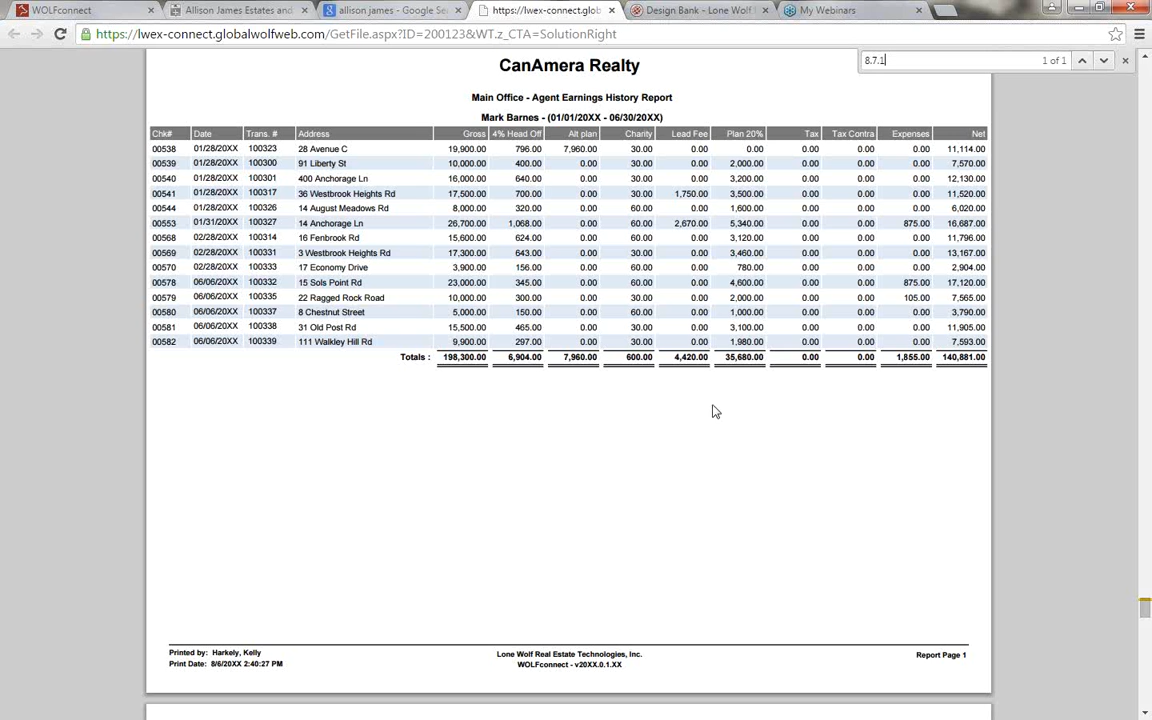 WOLFconnect × Allison James Estates and × allison james - Google Se × https://lwex-connect.glob × Design Bank - Lone Wolf × My Webinars ×
https://lwex-connect.globalwolfweb.com/GetFile.aspx?ID=200123&WT.z_CTA=SolutionRight
8.7.1 1 of 1
CanAmera Realty
Main Office - Agent Earnings History Report
Mark Barnes - (01/01/20XX - 06/30/20XX)
Chk# Date Trans. # Address Gross 4% Head Off Alt plan Charity Lead Fee Plan 20% Tax Tax Contra Expenses Net
00538 01/28/20XX 100323 28 Avenue C 19,900.00 796.00 7,960.00 30.00 0.00 0.00 0.00 0.00 0.00 11,114.00
00539 01/28/20XX 100300 91 Liberty St 10,000.00 400.00 0.00 30.00 0.00 2,000.00 0.00 0.00 0.00 7,570.00
00540 01/28/20XX 100301 400 Anchorage Ln 16,000.00 640.00 0.00 30.00 0.00 3,200.00 0.00 0.00 0.00 12,130.00
00541 01/28/20XX 100317 36 Westbrook Heights Rd 17,500.00 700.00 0.00 30.00 1,750.00 3,500.00 0.00 0.00 0.00 11,520.00
00544 01/28/20XX 100326 14 August Meadows Rd 8,000.00 320.00 0.00 60.00 0.00 1,600.00 0.00 0.00 0.00 6,020.00
00553 01/31/20XX 100327 14 Anchorage Ln 26,700.00 1,068.00 0.00 60.00 2,670.00 5,340.00 0.00 0.00 875.00 16,687.00
00568 02/28/20XX 100314 16 Fenbrook Rd 15,600.00 624.00 0.00 60.00 0.00 3,120.00 0.00 0.00 0.00 11,796.00
00569 02/28/20XX 100331 3 Westbrook Heights Rd 17,300.00 643.00 0.00 30.00 0.00 3,460.00 0.00 0.00 0.00 13,167.00
00570 02/28/20XX 100333 17 Economy Drive 3,900.00 156.00 0.00 60.00 0.00 780.00 0.00 0.00 0.00 2,904.00
00578 06/06/20XX 100332 15 Sols Point Rd 23,000.00 345.00 0.00 60.00 0.00 4,600.00 0.00 0.00 875.00 17,120.00
00579 06/06/20XX 100335 22 Ragged Rock Road 10,000.00 300.00 0.00 30.00 0.00 2,000.00 0.00 0.00 105.00 7,565.00
00580 06/06/20XX 100337 8 Chestnut Street 5,000.00 150.00 0.00 60.00 0.00 1,000.00 0.00 0.00 0.00 3,790.00
00581 06/06/20XX 100338 31 Old Post Rd 15,500.00 465.00 0.00 30.00 0.00 3,100.00 0.00 0.00 0.00 11,905.00
00582 06/06/20XX 100339 111 Walkley Hill Rd 9,900.00 297.00 0.00 30.00 0.00 1,980.00 0.00 0.00 0.00 7,593.00
Totals : 198,300.00 6,904.00 7,960.00 600.00 4,420.00 35,680.00 0.00 0.00 1,855.00 140,881.00
Printed by: Harkely, Kelly
Print Date: 8/6/20XX 2:40:27 PM
Lone Wolf Real Estate Technologies, Inc.
WOLFconnect - v20XX.0.1.XX
Report Page 1